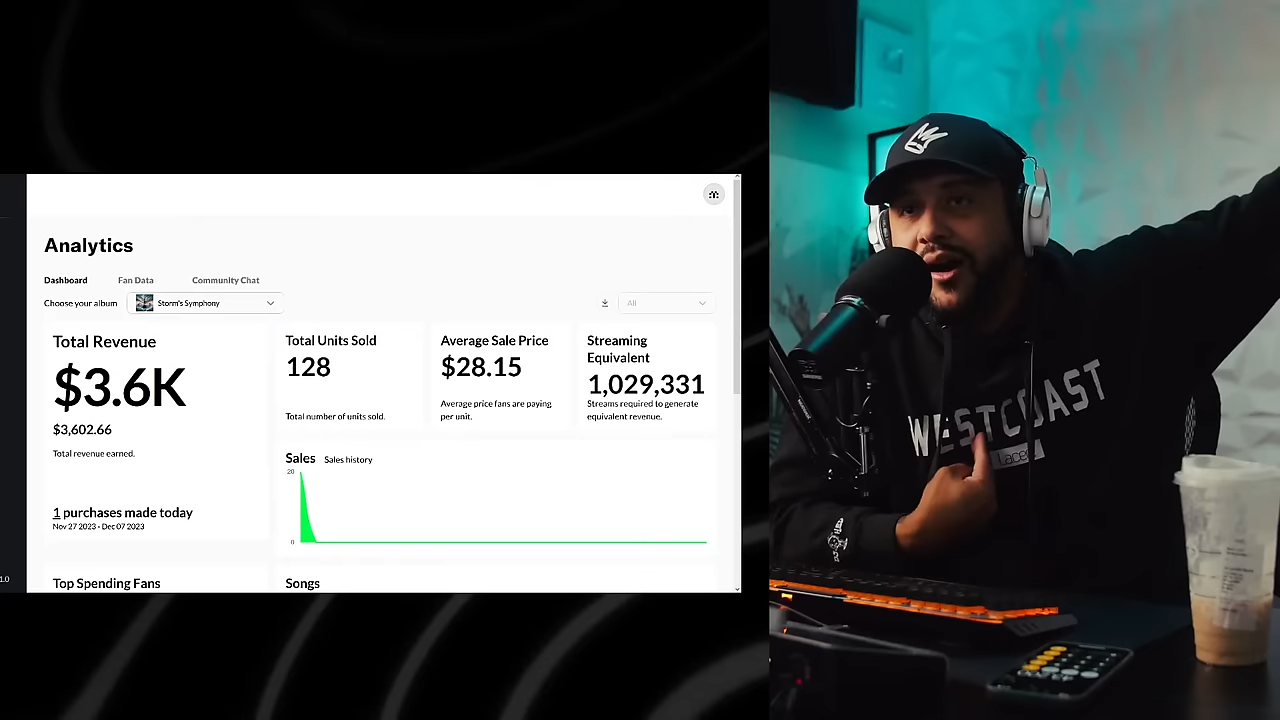 Analytics
Dashboard Fan Data Community Chat
Choose your album Storm's Symphony All
Total Revenue
$3.6K
$3,602.66
Total revenue earned.
1 purchases made today
Nov 27 2023 - Dec 07 2023
Total Units Sold
128
Total number of units sold.
Average Sale Price
$28.15
Average price fans are paying
per unit.
Streaming
Equivalent
1,029,331
Streams required to generate
equivalent revenue.
Sales Sales history
20
0
Top Spending Fans
Songs
1.0
WESTCOAST
Laced